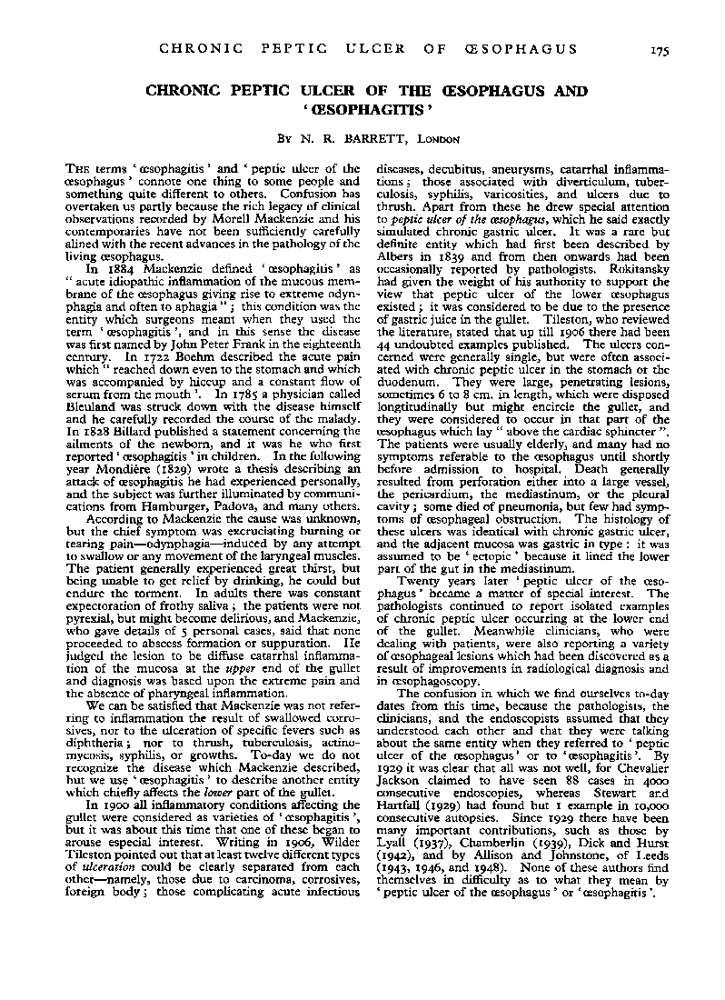 CHRONIC PEPTIC ULCER OF ŒSOPHAGUS 175
CHRONIC PEPTIC ULCER OF THE ŒSOPHAGUS AND
‘ŒSOPHAGITIS’
By N. R. BARRETT, London
THE terms ‘œsophagitis’ and ‘peptic ulcer of the
œsophagus’ connote one thing to some people and
something quite different to others. Confusion has
overtaken us partly because the rich legacy of clinical
observations recorded by Morell Mackenzie and his
contemporaries have not been sufficiently carefully
alined with the recent advances in the pathology of the
living œsophagus.
In 1884 Mackenzie defined ‘œsophagitis’ as
“acute idiopathic inflammation of the mucous mem-
brane of the œsophagus giving rise to extreme odyn-
phagia and often to aphagia”; this condition was the
entity which surgeons meant when they used the
term ‘œsophagitis’, and in this sense the disease
was first named by John Peter Frank in the eighteenth
century. In 1722 Boehm described the acute pain
which “reached down even to the stomach and which
was accompanied by hiccup and a constant flow of
serum from the mouth’. In 1785 a physician called
Bleuland was struck down with the disease himself
and he carefully recorded the course of the malady.
In 1828 Billard published a statement concerning the
ailments of the newborn, and it was he who first
reported ‘œsophagitis’ in children. In the following
year Mondière (1829) wrote a thesis describing an
attack of œsophagitis he had experienced personally,
and the subject was further illuminated by communi-
cations from Hamburger, Padova, and many others.
According to Mackenzie the cause was unknown,
but the chief symptom was excruciating burning or
tearing pain—odynphagia—induced by any attempt
to swallow or any movement of the laryngeal muscles.
The patient generally experienced great thirst, but
being unable to get relief by drinking, he could but
endure the torment. In adults there was constant
expectoration of frothy saliva; the patients were not
pyrexial, but might become delirious, and Mackenzie,
who gave details of 5 personal cases, said that none
proceeded to abscess formation or suppuration. He
judged the lesion to be diffuse catarrhal inflamma-
tion of the mucosa at the upper end of the gullet
and diagnosis was based upon the extreme pain and
the absence of pharyngeal inflammation.
We can be satisfied that Mackenzie was not refer-
ring to inflammation the result of swallowed corro-
sives, nor to the ulceration of specific fevers such as
diphtheria; nor to thrush, tuberculosis, actino-
mycosis, syphilis, or growths. To-day we do not
recognize the disease which Mackenzie described,
but we use ‘œsophagitis’ to describe another entity
which chiefly affects the lower part of the gullet.
In 1900 all inflammatory conditions affecting the
gullet were considered as varieties of ‘œsophagitis’,
but it was about this time that one of these began to
arouse especial interest. Writing in 1906, Wilder
Tileston pointed out that at least twelve different types
of ulceration could be clearly separated from each
other—namely, those due to carcinoma, corrosives,
foreign body; those complicating acute infectious
diseases, decubitus, aneurysms, catarrhal inflamma-
tions; those associated with diverticulum, tuber-
culosis, syphilis, varicosities, and ulcers due to
thrush. Apart from these he drew special attention
to peptic ulcer of the œsophagus, which he said exactly
simulated chronic gastric ulcer. It was a rare but
definite entity which had first been described by
Albers in 1839 and from then onwards had been
occasionally reported by pathologists. Rokitansky
had given the weight of his authority to support the
view that peptic ulcer of the lower œsophagus
existed; it was considered to be due to the presence
of gastric juice in the gullet. Tileston, who reviewed
the literature, stated that up till 1906 there had been
44 undoubted examples published. The ulcers con-
cerned were generally single, but were often associ-
ated with chronic peptic ulcer in the stomach or the
duodenum. They were large, penetrating lesions,
sometimes 6 to 8 cm. in length, which were disposed
longtitudinally but might encircle the gullet, and
they were considered to occur in that part of the
œsophagus which lay “above the cardiac sphincter”.
The patients were usually elderly, and many had no
symptoms referable to the œsophagus until shortly
before admission to hospital. Death generally
resulted from perforation either into a large vessel,
the pericardium, the mediastinum, or the pleural
cavity; some died of pneumonia, but few had symp-
toms of œsophageal obstruction. The histology of
these ulcers was identical with chronic gastric ulcer,
and the adjacent mucosa was gastric in type: it was
assumed to be ‘ectopic’ because it lined the lower
part of the gut in the mediastinum.
Twenty years later ‘peptic ulcer of the œso-
phagus’ became a matter of special interest. The
pathologists continued to report isolated examples
of chronic peptic ulcer occurring at the lower end
of the gullet. Meanwhile clinicians, who were
dealing with patients, were also reporting a variety
of œsophageal lesions which had been discovered as a
result of improvements in radiological diagnosis and
in œsophagoscopy.
The confusion in which we find ourselves to-day
dates from this time, because the pathologists, the
clinicians, and the endoscopists assumed that they
understood each other and that they were talking
about the same entity when they referred to ‘peptic
ulcer of the œsophagus’ or to ‘œsophagitis’. By
1929 it was clear that all was not well, for Chevalier
Jackson claimed to have seen 88 cases in 4000
consecutive endoscopies, whereas Stewart and
Hartfall (1929) had found but 1 example in 10,000
consecutive autopsies. Since 1929 there have been
many important contributions, such as those by
Lyall (1937), Chamberlin (1939), Dick and Hurst
(1942), and by Allison and Johnstone, of Leeds
(1943, 1946, and 1948). None of these authors find
themselves in difficulty as to what they mean by
‘peptic ulcer of the œsophagus’ or ‘œsophagitis’.